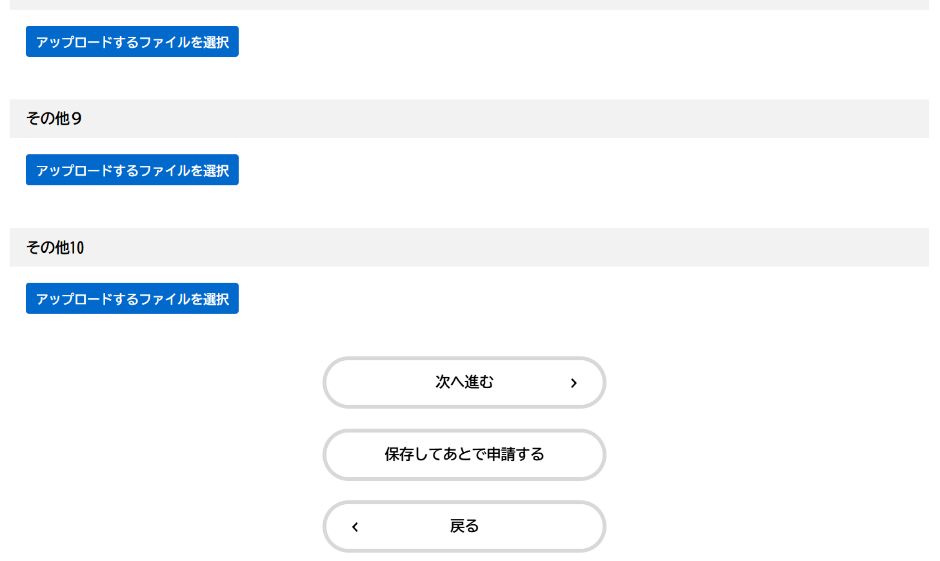 アップロードするファイルを選択
その他９
アップロードするファイルを選択
その他10
アップロードするファイルを選択
次へ進む
保存してあとで申請する
戻る